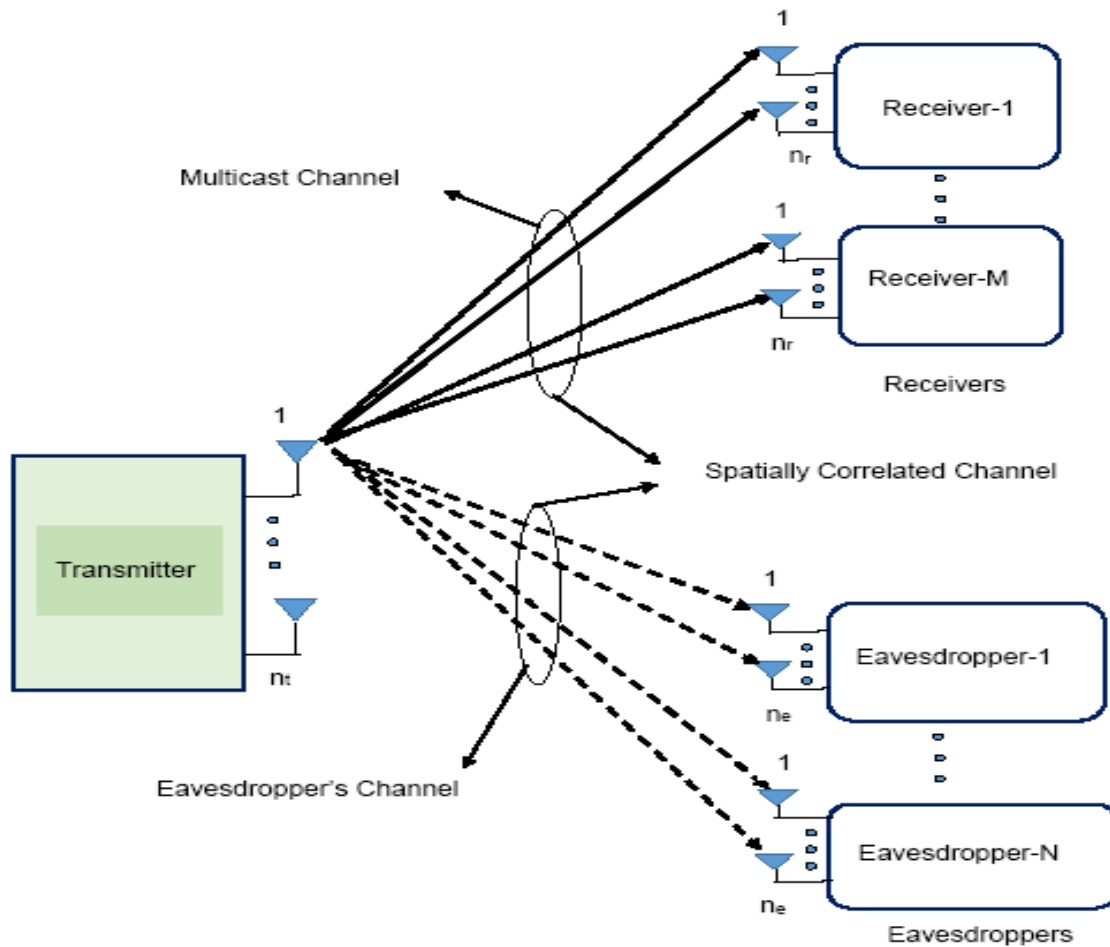 1
Receiver-1
nᵣ
Multicast Channel
1
Receiver-M
nᵣ
Receivers
1
Transmitter
nₜ
Spatially Correlated Channel
1
Eavesdropper-1
nₑ
Eavesdropper's Channel
1
Eavesdropper-N
nₑ
Eavesdroppers